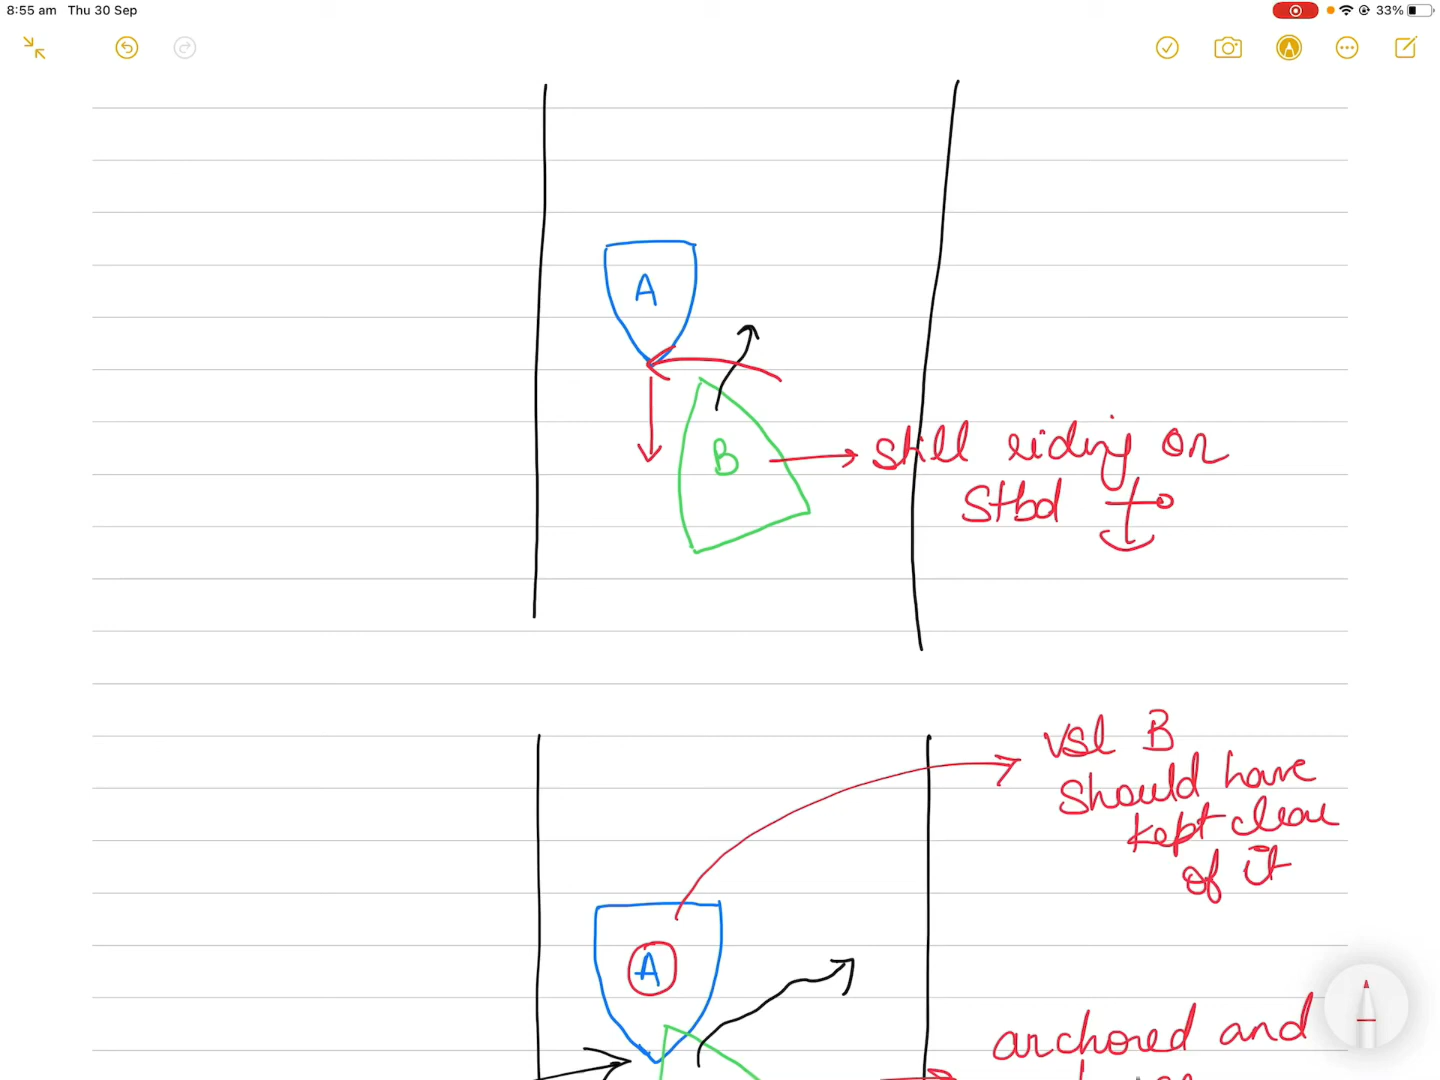 8:55 am Thu 30 Sep
33%
A
B
still riding on
Stbd
vsl B
should have
kept clear
of it
A
anchored and